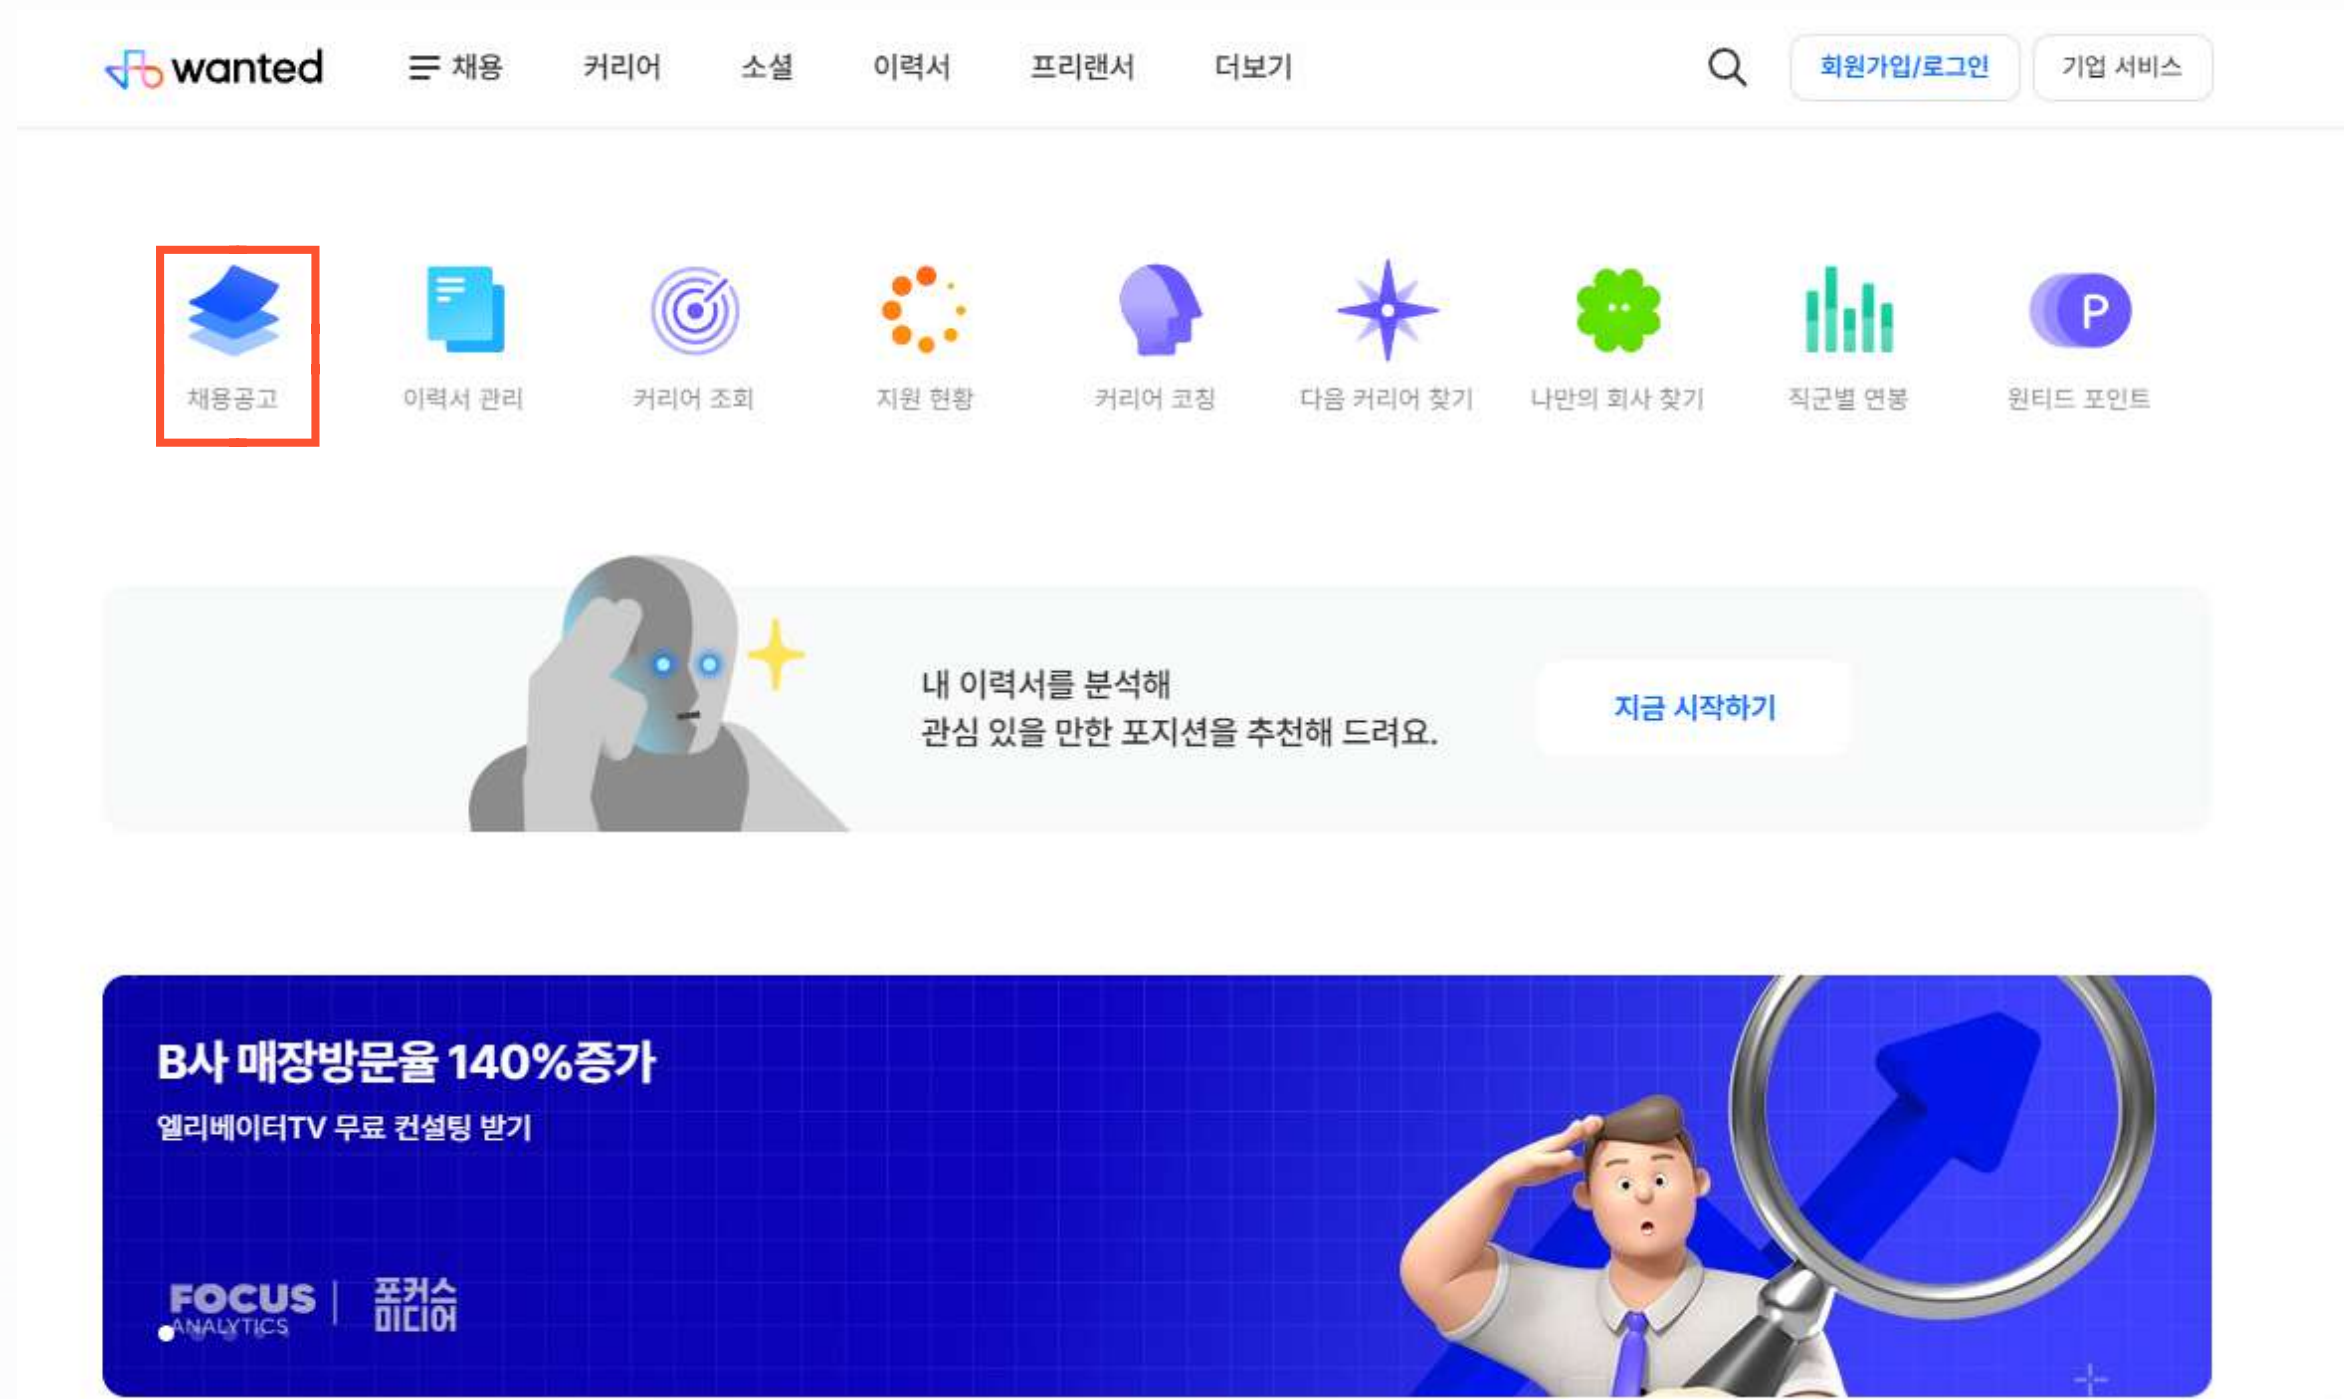 wanted
채용
커리어
소셜
이력서
프리랜서
더보기
회원가입/로그인
기업 서비스
채용공고
이력서 관리
커리어 조회
지원 현황
커리어 코칭
다음 커리어 찾기
나만의 회사 찾기
직군별 연봉
P
원티드 포인트
내 이력서를 분석해
관심 있을 만한 포지션을 추천해 드려요.
지금 시작하기
B사 매장방문율 140%증가
엘리베이터TV 무료 컨설팅 받기
FOCUS
ANALYTICS
포커스
미디어